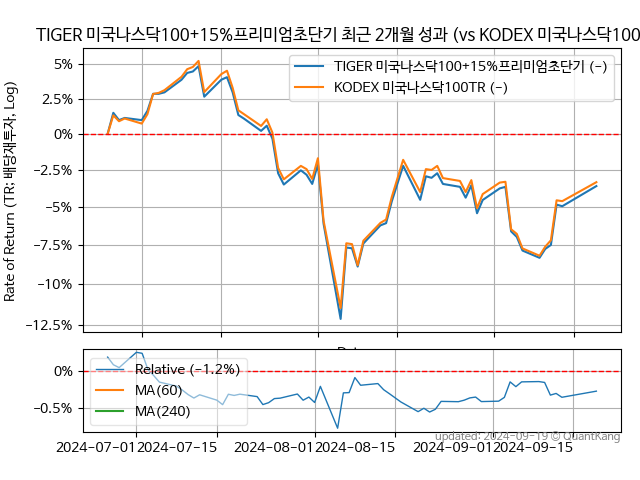 TIGER 미국나스닥100+15%프리미엄초단기 최근 2개월 성과 (vs KODEX 미국나스닥100
Rate of Return (TR: 배당재투자, Log)
5%
2.5%
0%
−2.5%
−5%
−7.5%
−10%
−12.5%
TIGER 미국나스닥100+15%프리미엄초단기 (−)
KODEX 미국나스닥100TR (−)
0%
−0.5%
Relative (−1.2%)
MA(60)
MA(240)
2024-07-01
2024-07-15
2024-08-01
2024-08-15
2024-09-01
2024-09-15
updated: 2024-09-19 © QuantKang